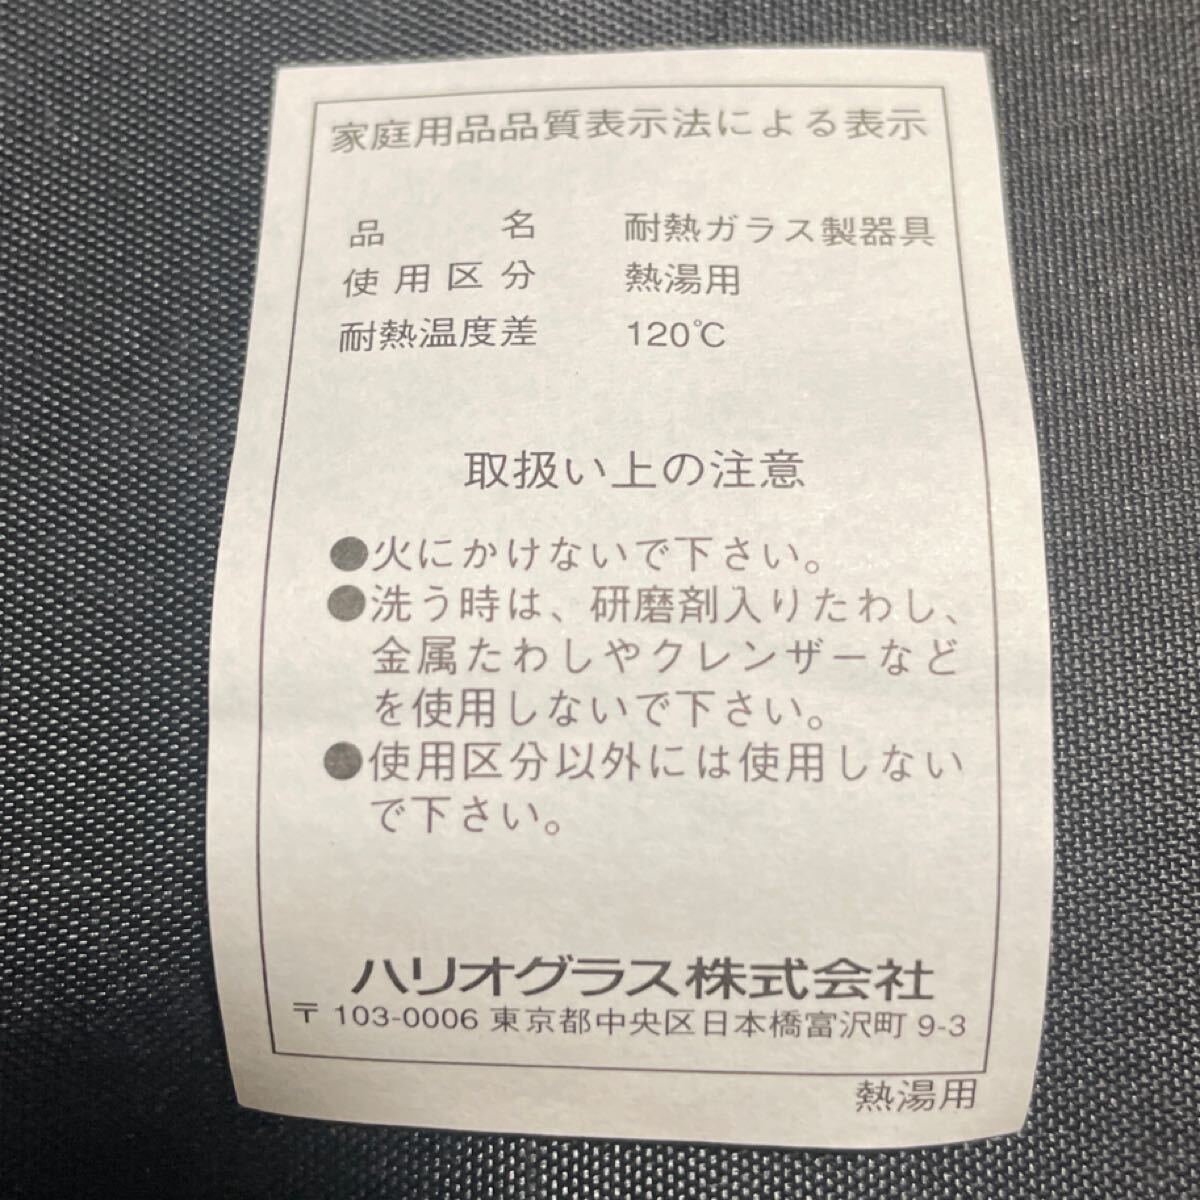 家庭用品品質表示法による表示
品名 耐熱ガラス製器具
使用区分 熱湯用
耐熱温度差 120℃
取扱い上の注意
●火にかけないで下さい。
●洗う時は、研磨剤入りたわし、
金属たわしやクレンザーなど
を使用しないで下さい。
●使用区分以外には使用しない
で下さい。
ハリオグラス株式会社
〒103-0006 東京都中央区日本橋富沢町 9-3
熱湯用